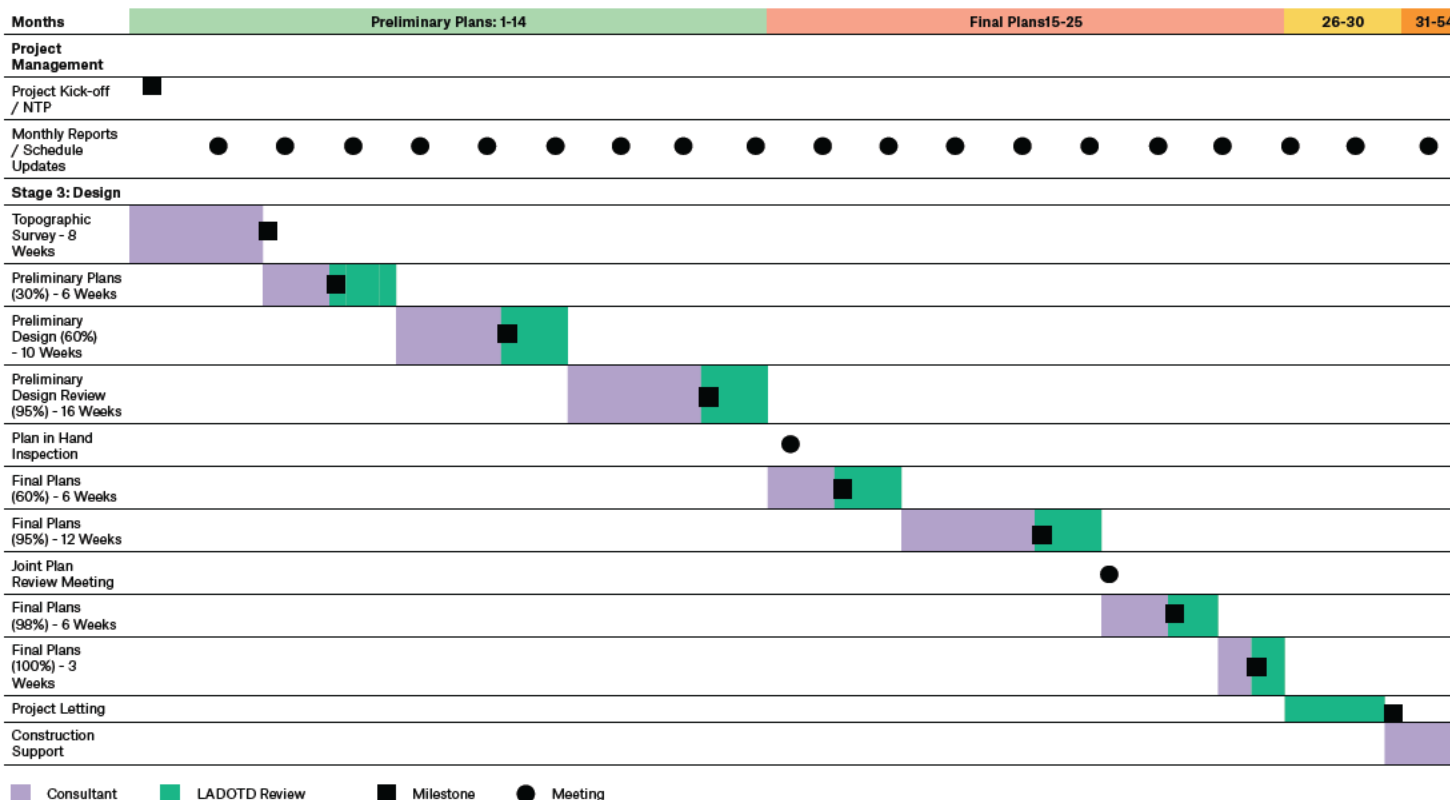 Months Preliminary Plans: 1-14 Final Plans15-25 26-30 31-54
Project
Management
Project Kick-off
/ NTP
Monthly Reports
/ Schedule
Updates
Stage 3: Design
Topographic
Survey - 8
Weeks
Preliminary Plans
(30%) - 6 Weeks
Preliminary
Design (60%)
- 10 Weeks
Preliminary
Design Review
(95%) - 16 Weeks
Plan in Hand
Inspection
Final Plans
(60%) - 6 Weeks
Final Plans
(95%) - 12 Weeks
Joint Plan
Review Meeting
Final Plans
(98%) - 6 Weeks
Final Plans
(100%) - 3
Weeks
Project Letting
Construction
Support
Consultant LADOTD Review Milestone Meeting